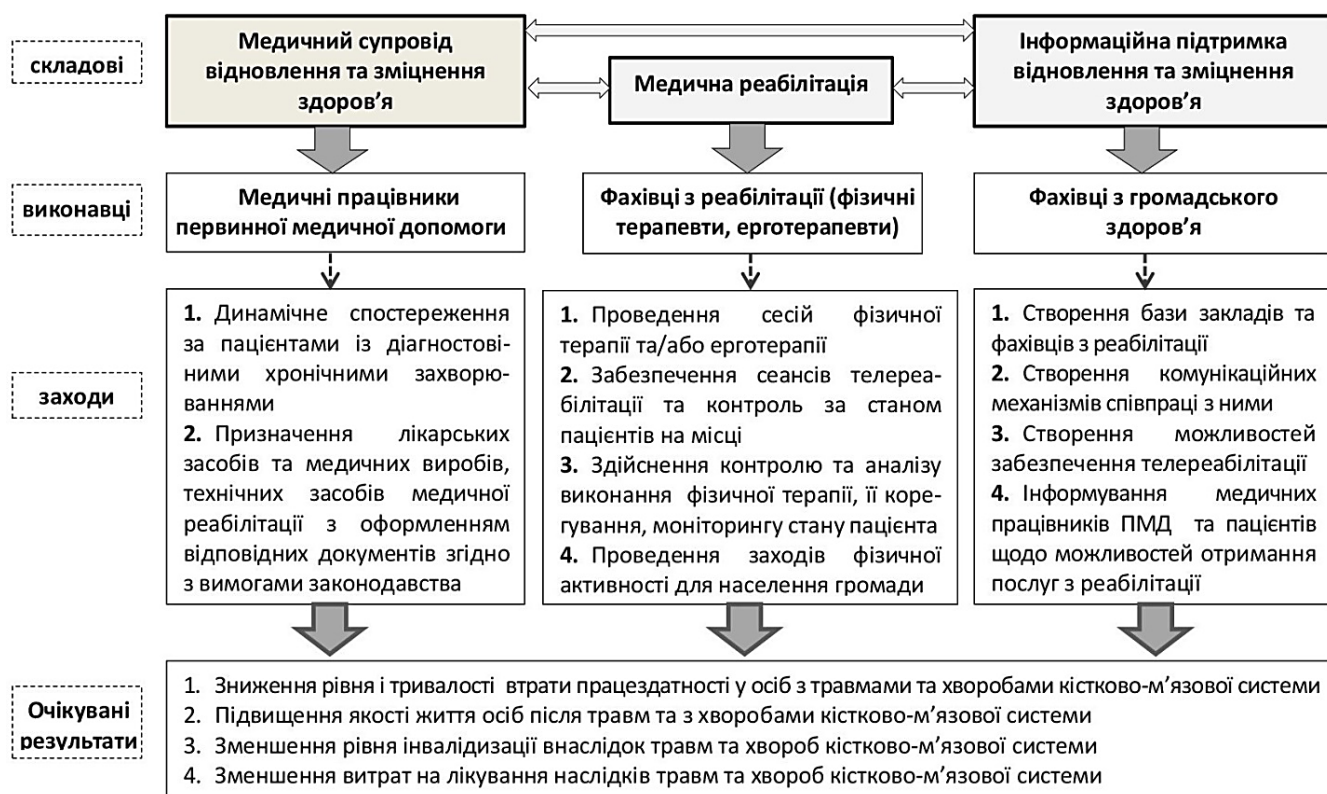 складові
Медичний супровід
відновлення та зміцнення
здоров’я
Медична реабілітація
Інформаційна підтримка
відновлення та зміцнення
здоров’я
виконавці
Медичні працівники
первинної медичної допомоги
Фахівці з реабілітації (фізичні
терапевти, ерготерапевти)
Фахівці з громадського
здоров’я
заходи
1. Динамічне спостереження
за пацієнтами із діагностові-
ними хронічними захворю-
ваннями
2. Призначення лікарських
засобів та медичних виробів,
технічних засобів медичної
реабілітації з оформленням
відповідних документів згідно
з вимогами законодавства
1. Проведення сесій фізичної
терапії та/або ерготерапії
2. Забезпечення сеансів телереа-
білітації та контроль за станом
пацієнтів на місці
3. Здійснення контролю та аналізу
виконання фізичної терапії, її коре-
гування, моніторингу стану пацієнта
4. Проведення заходів фізичної
активності для населення громади
1. Створення бази закладів та
фахівців з реабілітації
2. Створення комунікаційних
механізмів співпраці з ними
3. Створення можливостей
забезпечення телереабілітації
4. Інформування медичних
працівників ПМД та пацієнтів
щодо можливостей отримання
послуг з реабілітації
Очікувані
результати
1. Зниження рівня і тривалості втрати працездатності у осіб з травмами та хворобами кістково-м’язової системи
2. Підвищення якості життя осіб після травм та з хворобами кістково-м’язової системи
3. Зменшення рівня інвалідизації внаслідок травм та хвороб кістково-м’язової системи
4. Зменшення витрат на лікування наслідків травм та хвороб кістково-м’язової системи